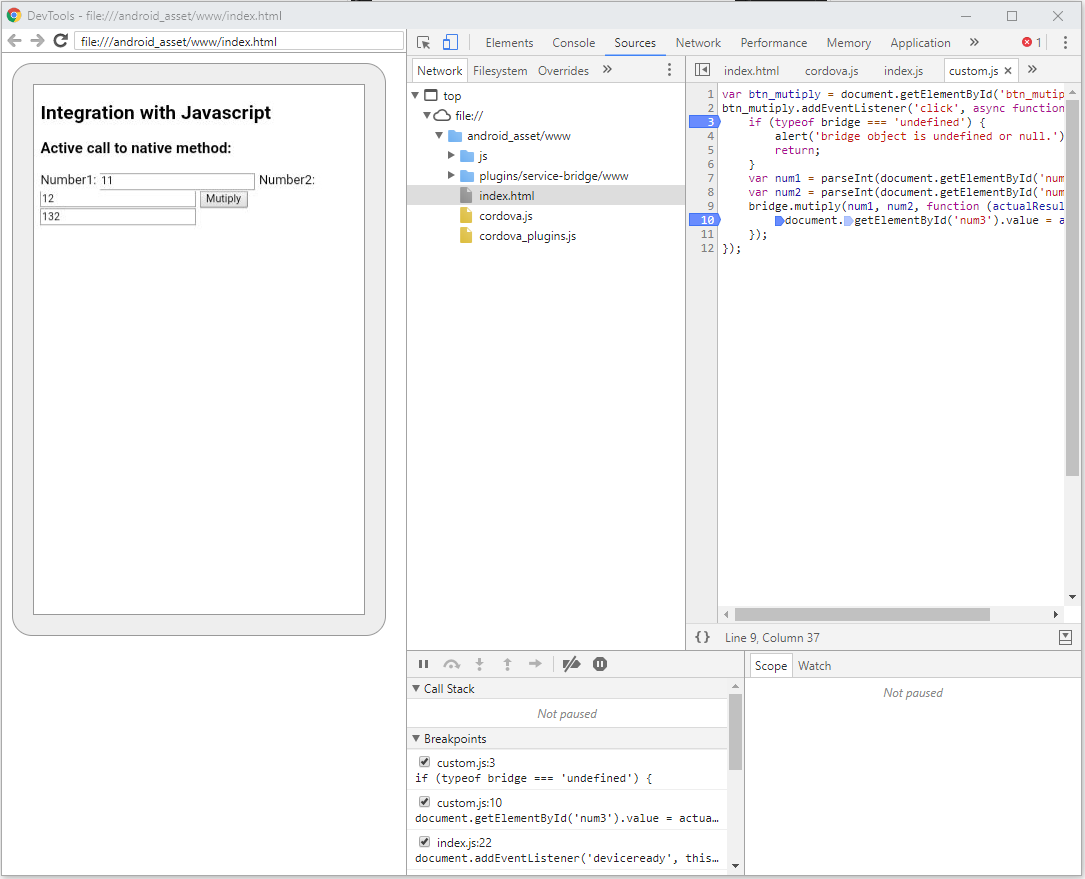 DevTools - file:///android_asset/www/index.html
file:///android_asset/www/index.html
Elements Console Sources Network Performance Memory Application » 1
Integration with Javascript
Active call to native method:
Number1: 11 Number2:
12 Mutiply
132
Network Filesystem Overrides »
top
file://
android_asset/www
js
plugins/service-bridge/www
index.html
cordova.js
cordova_plugins.js
index.html cordova.js index.js custom.js × »
1 var btn_mutiply = document.getElementById('btn_mutip
2 btn_mutiply.addEventListener('click', async function
3 if (typeof bridge === 'undefined') {
4 alert('bridge object is undefined or null.')
5 return;
6 }
7 var num1 = parseInt(document.getElementById('num
8 var num2 = parseInt(document.getElementById('num
9 bridge.mutiply(num1, num2, function (actualResul
10 document.getElementById('num3').value = a
11 });
12 });
{} Line 9, Column 37
Call Stack
Not paused
Breakpoints
custom.js:3
if (typeof bridge === 'undefined') {
custom.js:10
document.getElementById('num3').value = actua…
index.js:22
document.addEventListener('deviceready', this…
Scope Watch
Not paused